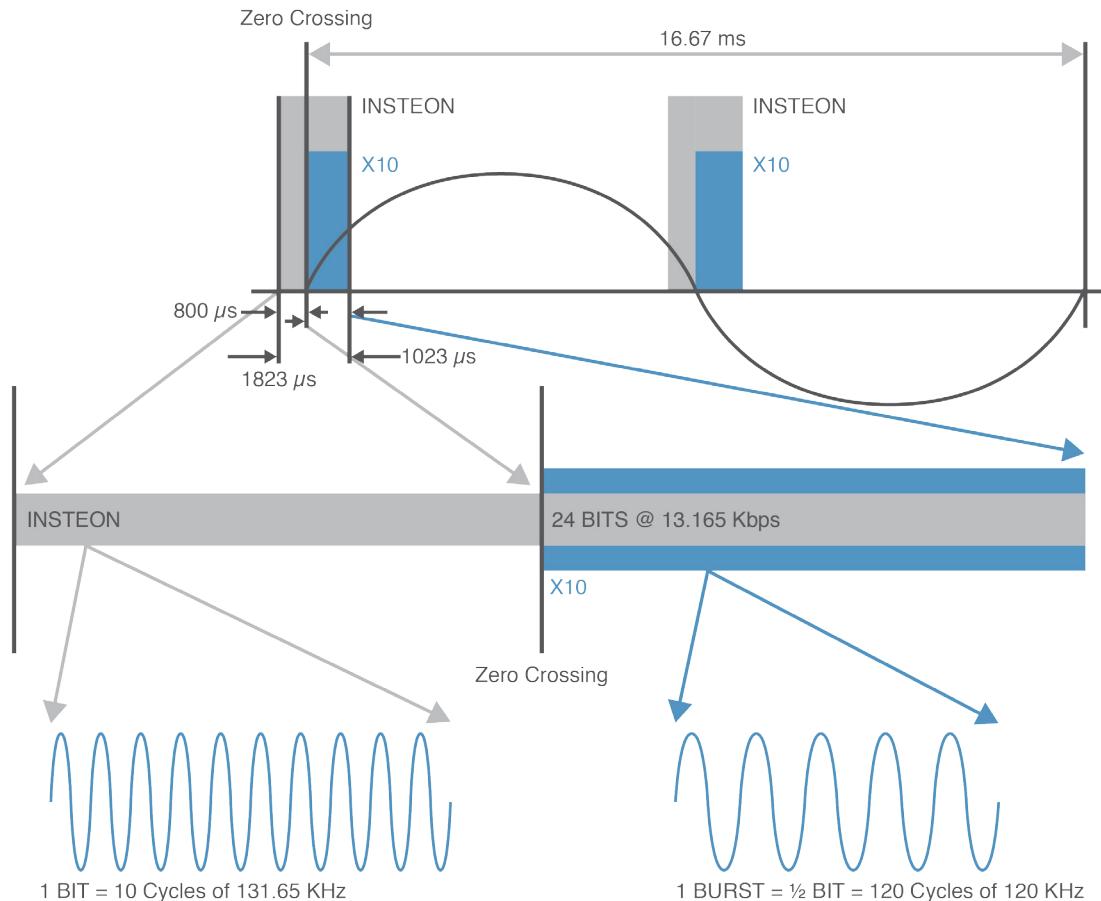 Zero Crossing
16.67 ms
INSTEON
INSTEON
X10
X10
800 µs
1023 µs
1823 µs
INSTEON
24 BITS @ 13.165 Kbps
X10
Zero Crossing
1 BIT = 10 Cycles of 131.65 KHz
1 BURST = ½ BIT = 120 Cycles of 120 KHz